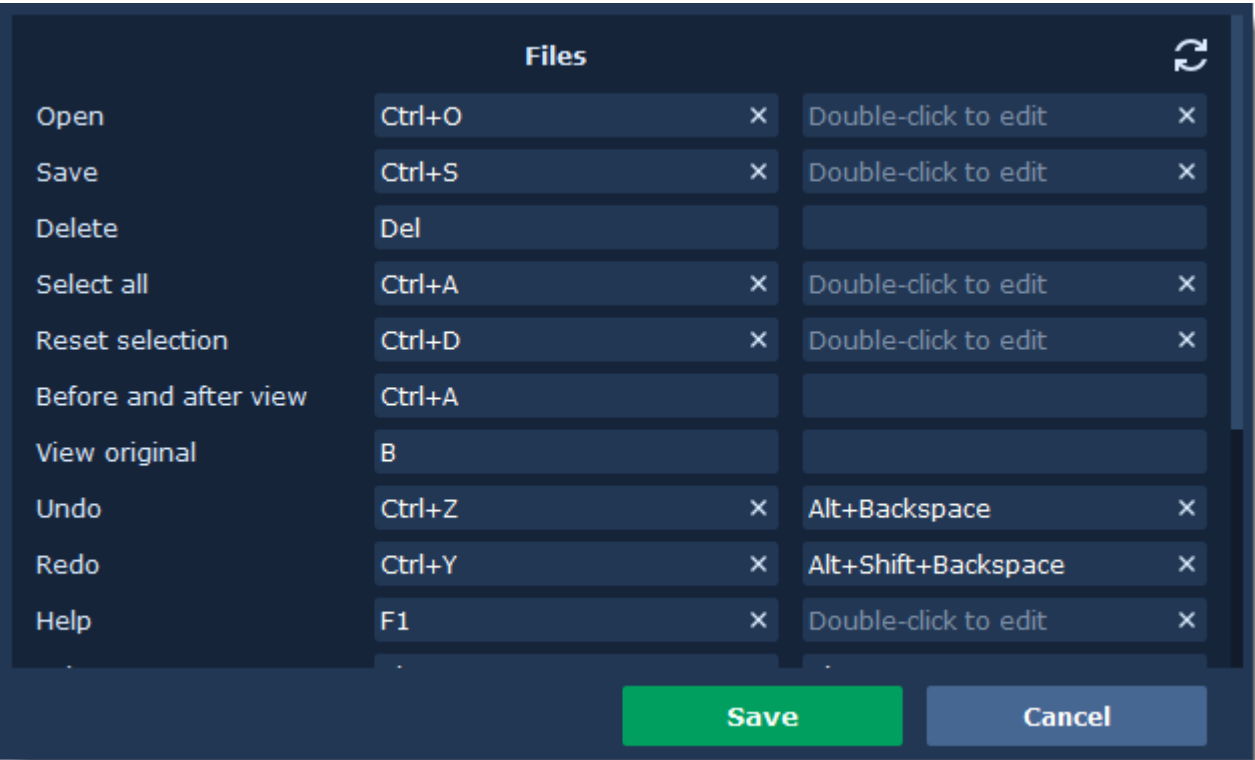 Files
Open Ctrl+O × Double-click to edit ×
Save Ctrl+S × Double-click to edit ×
Delete Del
Select all Ctrl+A × Double-click to edit ×
Reset selection Ctrl+D × Double-click to edit ×
Before and after view Ctrl+A
View original B
Undo Ctrl+Z × Alt+Backspace ×
Redo Ctrl+Y × Alt+Shift+Backspace ×
Help F1 × Double-click to edit ×
Save Cancel